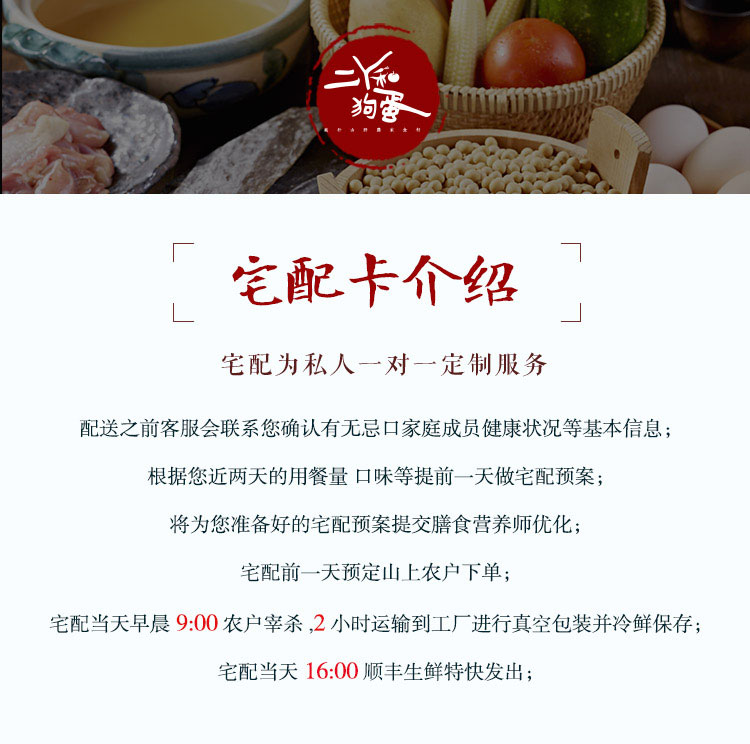 二丫和
狗蛋
宅配卡介绍
宅配为私人一对一定制服务
配送之前客服会联系您确认有无忌口家庭成员健康状况等基本信息;
根据您近两天的用餐量 口味等提前一天做宅配预案;
将为您准备好的宅配预案提交膳食营养师优化;
宅配前一天预定山上农户下单;
宅配当天早晨 9:00 农户宰杀 ,2 小时运输到工厂进行真空包装并冷鲜保存;
宅配当天 16:00 顺丰生鲜特快发出;